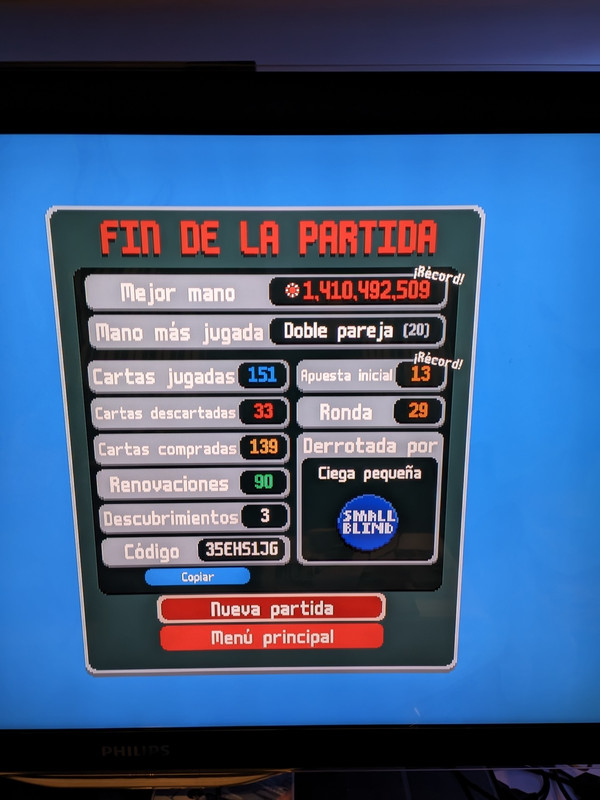 FIN DE LA PARTIDA
¡Récord!
Mejor mano 1,410,492,509
Mano más jugada Doble pareja (20)
¡Récord!
Cartas jugadas 151
Apuesta inicial 13
Cartas descartadas 33
Ronda 29
Cartas compradas 139
Renovaciones 90
Descubrimientos 3
Código 35EHS1JG
Copiar
Derrotada por
Ciega pequeña
SMALL
BLIND
Nueva partida
Menú principal
PHILIPS